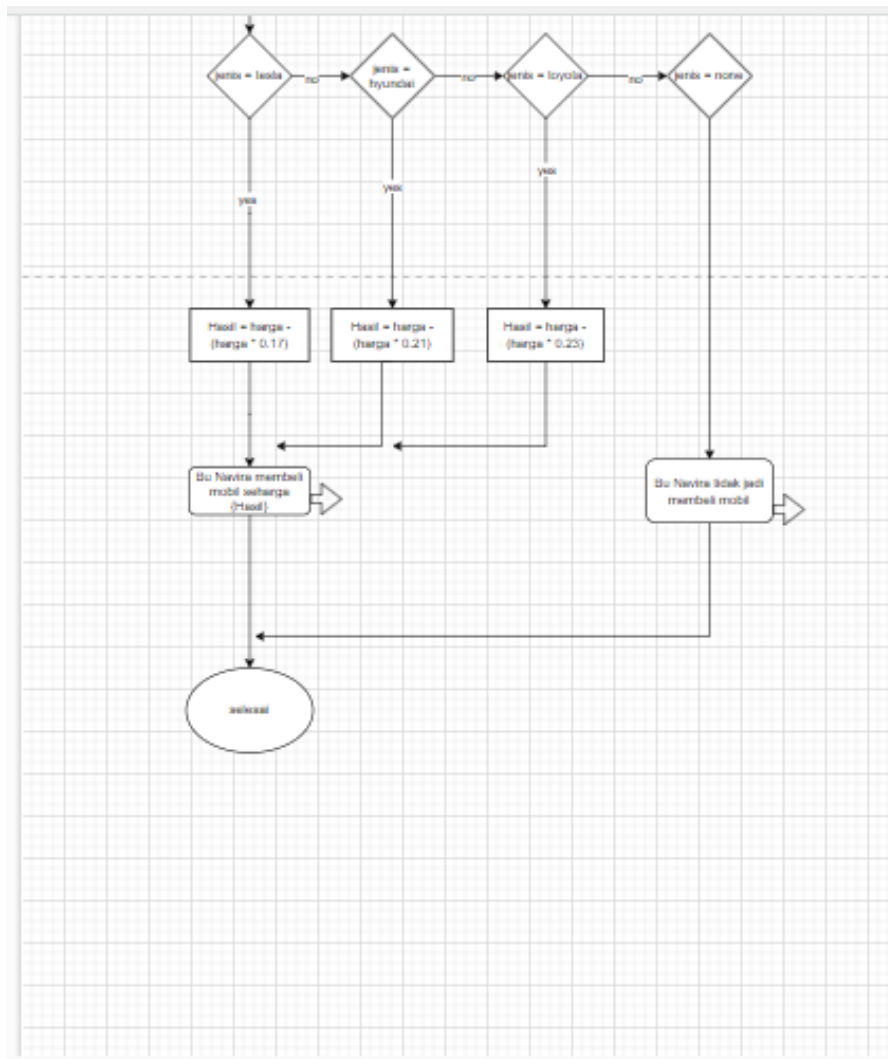 jenis = tesla
no
jenis =
hyundai
no
jenis = toyota
no
jenis = none
yes
yes
yes
Hasil = harga -
(harga * 0.17)
Hasil = harga -
(harga * 0.21)
Hasil = harga -
(harga * 0.23)
Bu Navira membeli
mobil seharga
{Hasil}
Bu Navira tidak jadi
membeli mobil
selesai